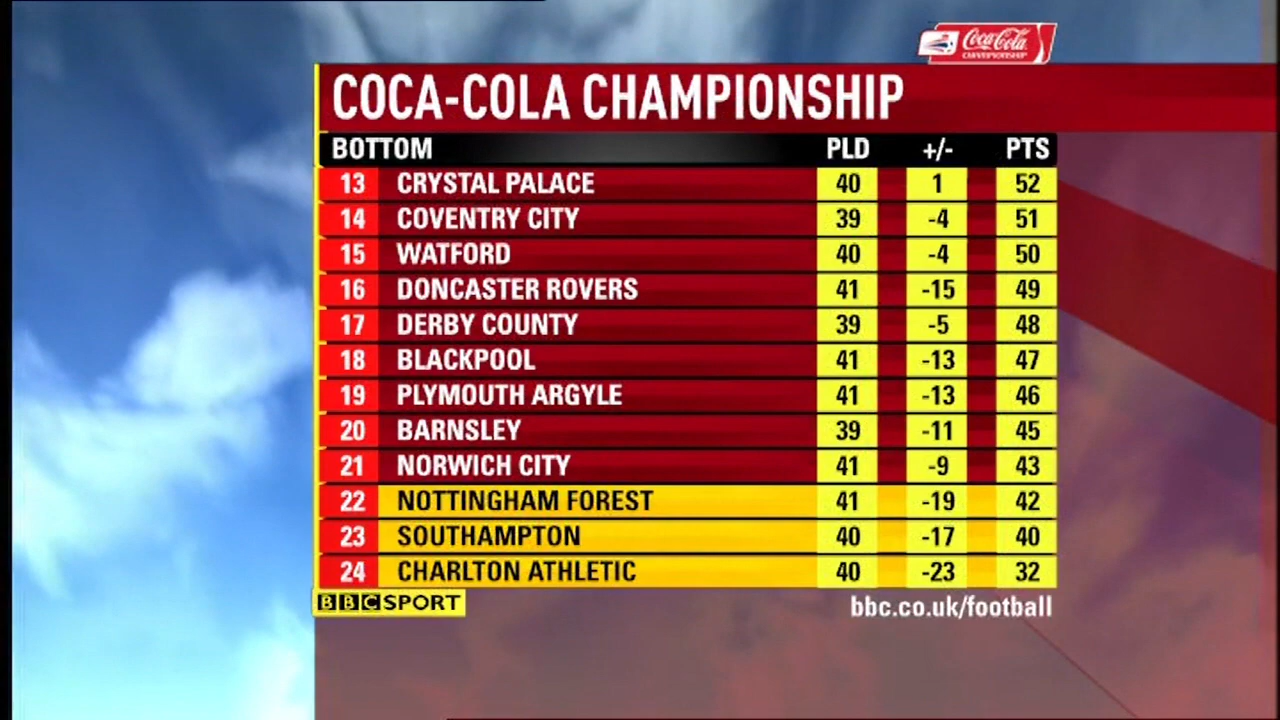 Coca-Cola
CHAMPIONSHIP
COCA-COLA CHAMPIONSHIP
BOTTOM PLD +/- PTS
13 CRYSTAL PALACE 40 1 52
14 COVENTRY CITY 39 -4 51
15 WATFORD 40 -4 50
16 DONCASTER ROVERS 41 -15 49
17 DERBY COUNTY 39 -5 48
18 BLACKPOOL 41 -13 47
19 PLYMOUTH ARGYLE 41 -13 46
20 BARNSLEY 39 -11 45
21 NORWICH CITY 41 -9 43
22 NOTTINGHAM FOREST 41 -19 42
23 SOUTHAMPTON 40 -17 40
24 CHARLTON ATHLETIC 40 -23 32
BBC SPORT bbc.co.uk/football